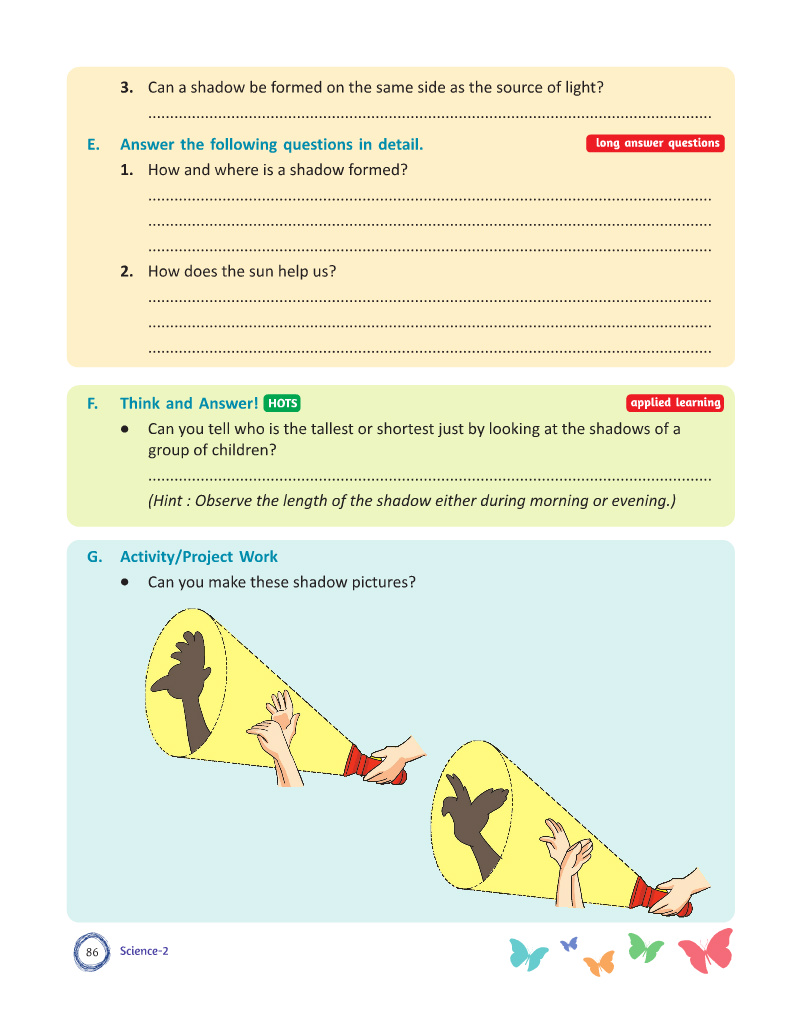 3. Can a shadow be formed on the same side as the source of light?
E. Answer the following questions in detail. long answer questions
1. How and where is a shadow formed?
2. How does the sun help us?
F. Think and Answer! HOTS applied learning
● Can you tell who is the tallest or shortest just by looking at the shadows of a
group of children?
(Hint : Observe the length of the shadow either during morning or evening.)
G. Activity/Project Work
● Can you make these shadow pictures?
86 Science-2